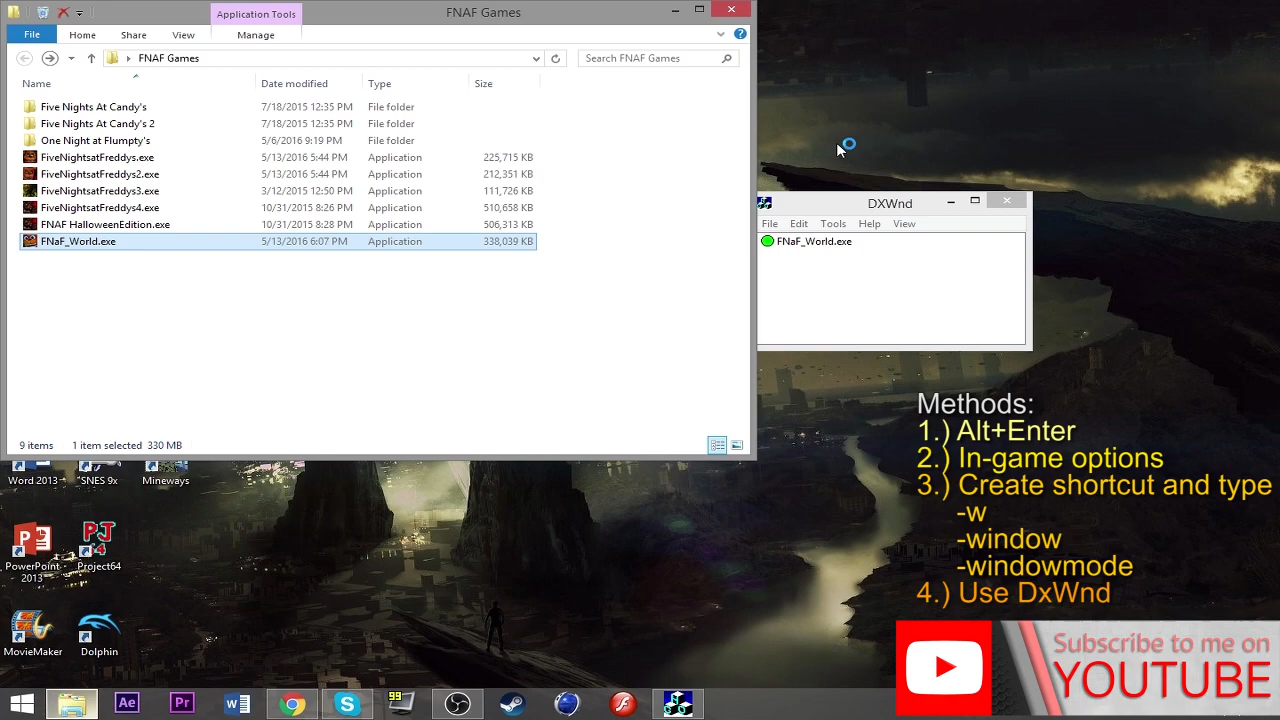 Application Tools
FNAF Games
File
Home
Share
View
Manage
FNAF Games
Search FNAF Games
Name
Date modified
Type
Size
Five Nights At Candy's
7/18/2015 12:35 PM
File folder
Five Nights At Candy's 2
7/18/2015 12:35 PM
File folder
One Night at Flumpty's
5/6/2016 9:19 PM
File folder
FiveNightsatFreddys.exe
5/13/2016 5:44 PM
Application
225,715 KB
FiveNightsatFreddys2.exe
5/13/2016 5:44 PM
Application
212,351 KB
FiveNightsatFreddys3.exe
3/12/2015 12:50 PM
Application
111,726 KB
FiveNightsatFreddys4.exe
10/31/2015 8:26 PM
Application
510,658 KB
FNAF HalloweenEdition.exe
10/31/2015 8:28 PM
Application
506,313 KB
FNaF_World.exe
5/13/2016 6:07 PM
Application
338,039 KB
9 items
1 item selected 330 MB
DXWnd
File
Edit
Tools
Help
View
FNaF_World.exe
Methods:
1.) Alt+Enter
2.) In-game options
3.) Create shortcut and type
-w
-window
-windowmode
4.) Use DxWnd
Word 2013
SNES 9x
Mineways
PowerPoint
2013
Project64
MovieMaker
Dolphin
Subscribe to me on
YOUTUBE
Ae
Pr
99